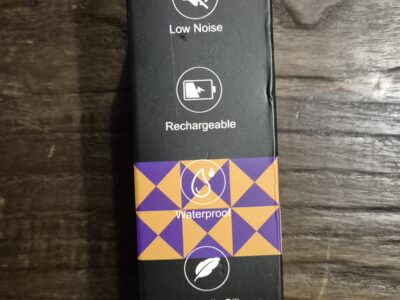 Low Noise
Rechargeable
Waterproof